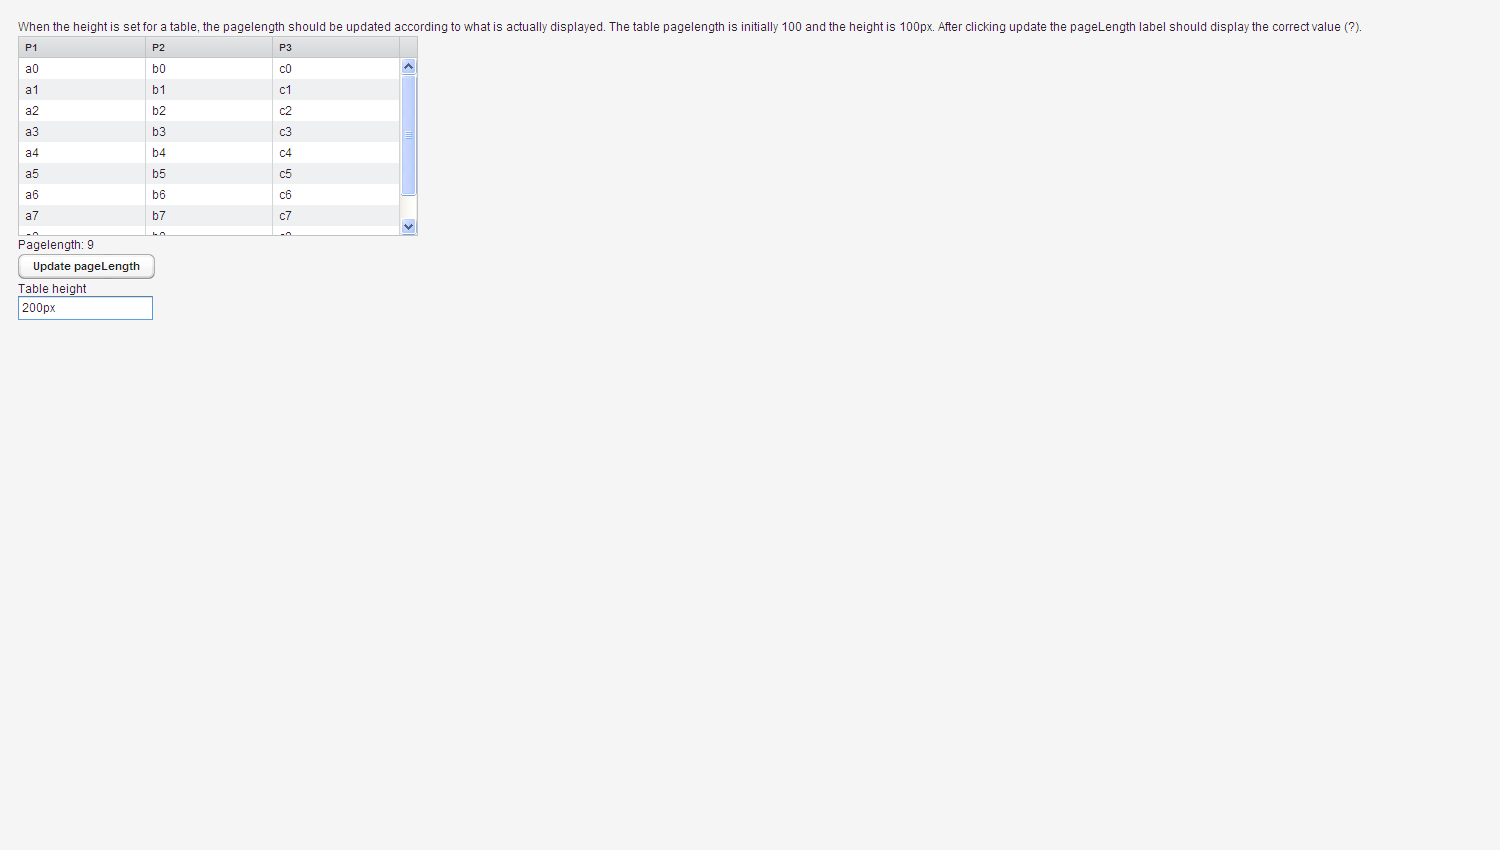 When the height is set for a table, the pagelength should be updated according to what is actually displayed. The table pagelength is initially 100 and the height is 100px. After clicking update the pageLength label should display the correct value (?).
P1 P2 P3
a0 b0 c0
a1 b1 c1
a2 b2 c2
a3 b3 c3
a4 b4 c4
a5 b5 c5
a6 b6 c6
a7 b7 c7
Pagelength: 9
Update pageLength
Table height
200px